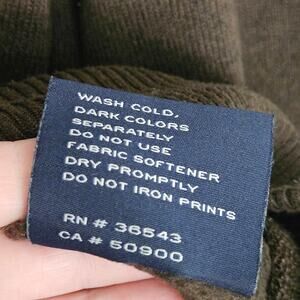 WASH COLD,
DARK COLORS
SEPARATELY
DO NOT USE
FABRIC SOFTENER
DRY PROMPTLY
DO NOT IRON PRINTS
RN # 36543
CA # 50900